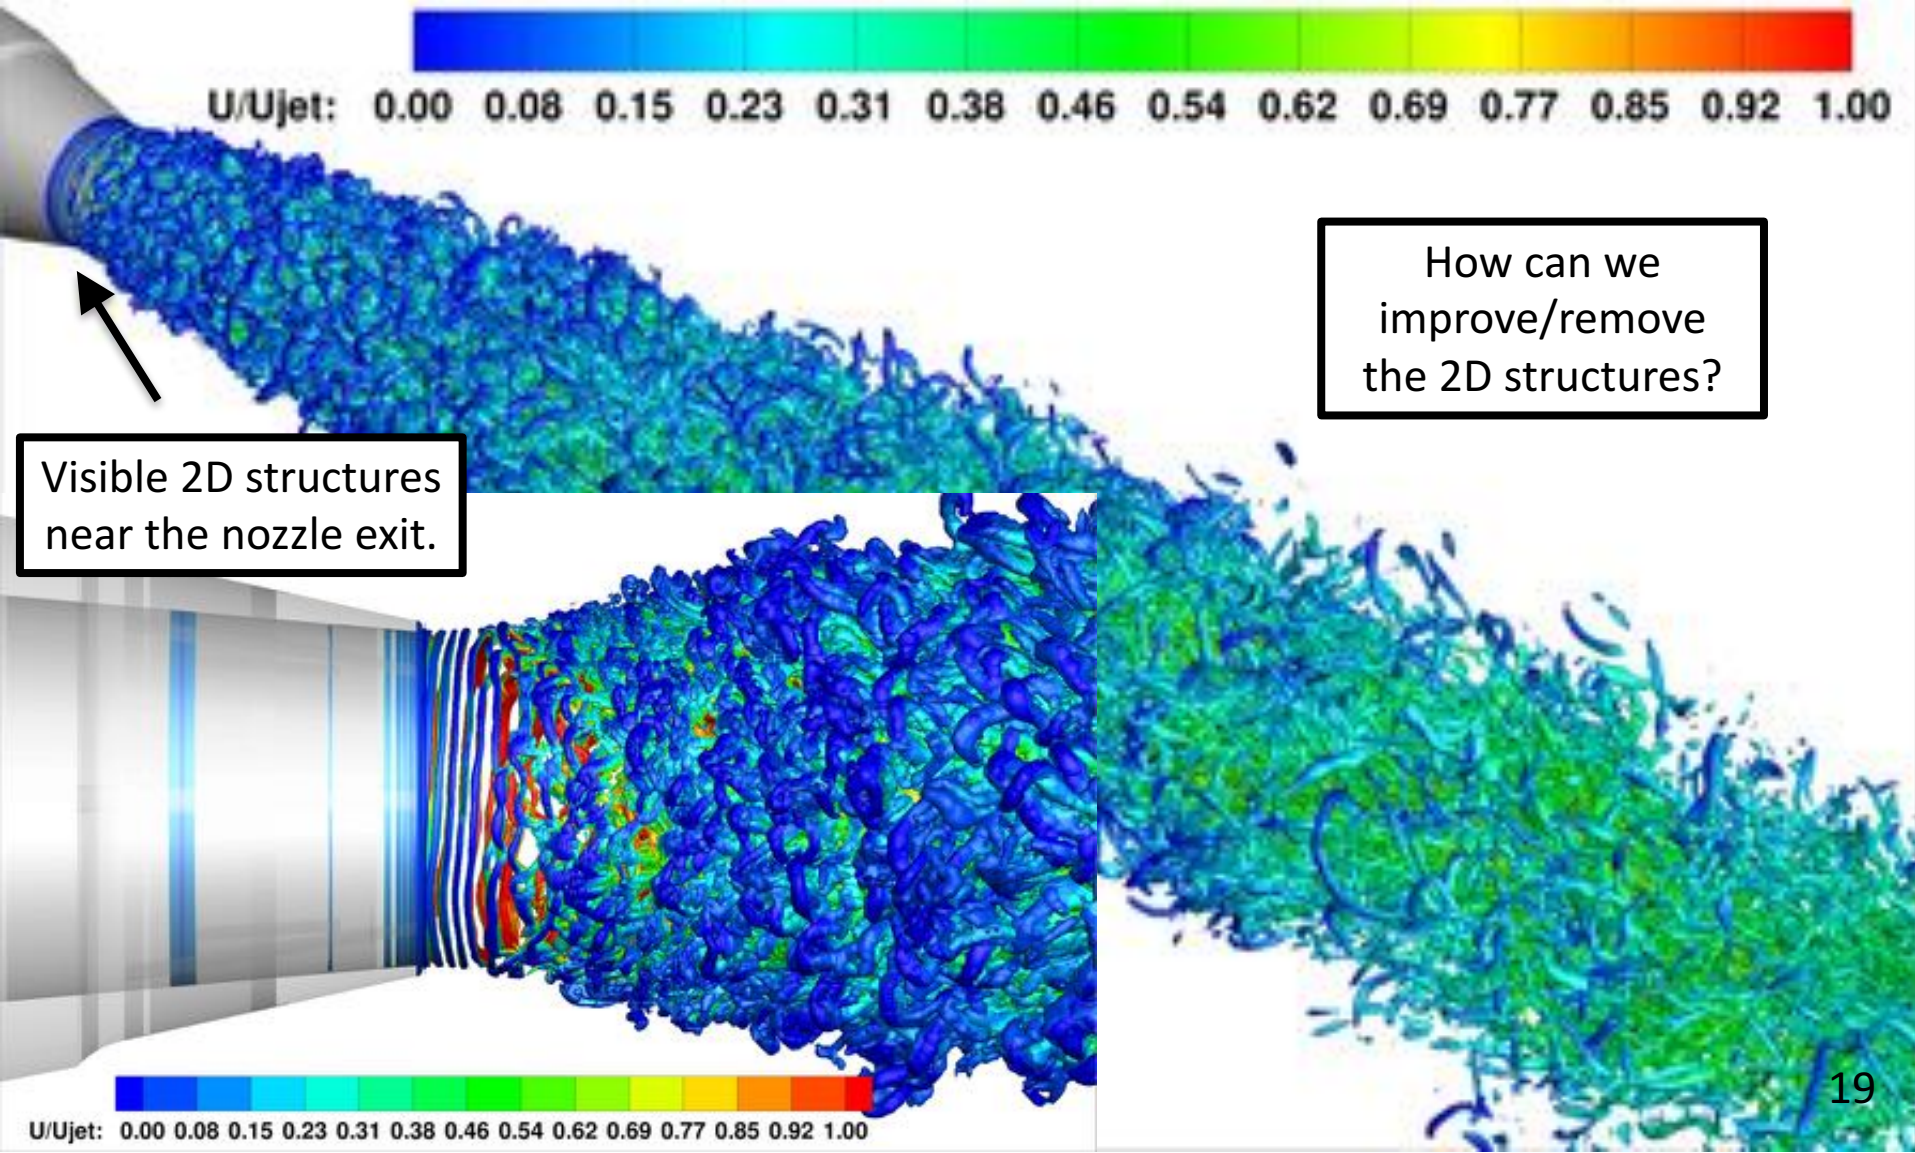 U/Ujet: 0.00 0.08 0.15 0.23 0.31 0.38 0.46 0.54 0.62 0.69 0.77 0.85 0.92 1.00
How can we
improve/remove
the 2D structures?
Visible 2D structures
near the nozzle exit.
U/Ujet: 0.00 0.08 0.15 0.23 0.31 0.38 0.46 0.54 0.62 0.69 0.77 0.85 0.92 1.00
19